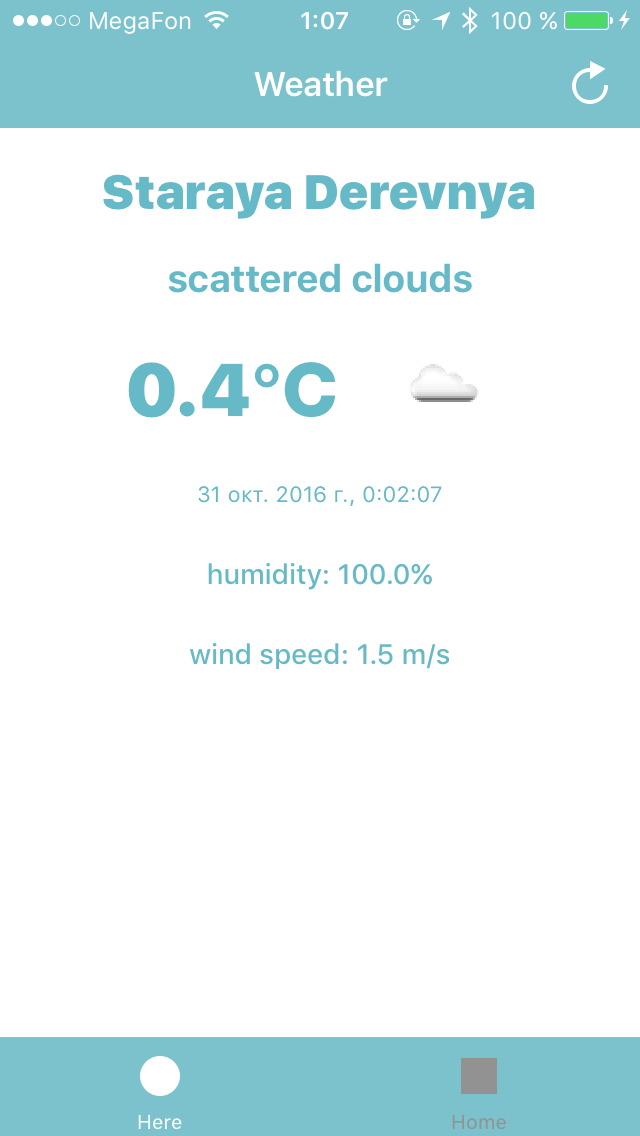 MegaFon 1:07 100 %
Weather
Staraya Derevnya
scattered clouds
0.4°C
31 окт. 2016 г., 0:02:07
humidity: 100.0%
wind speed: 1.5 m/s
Here Home